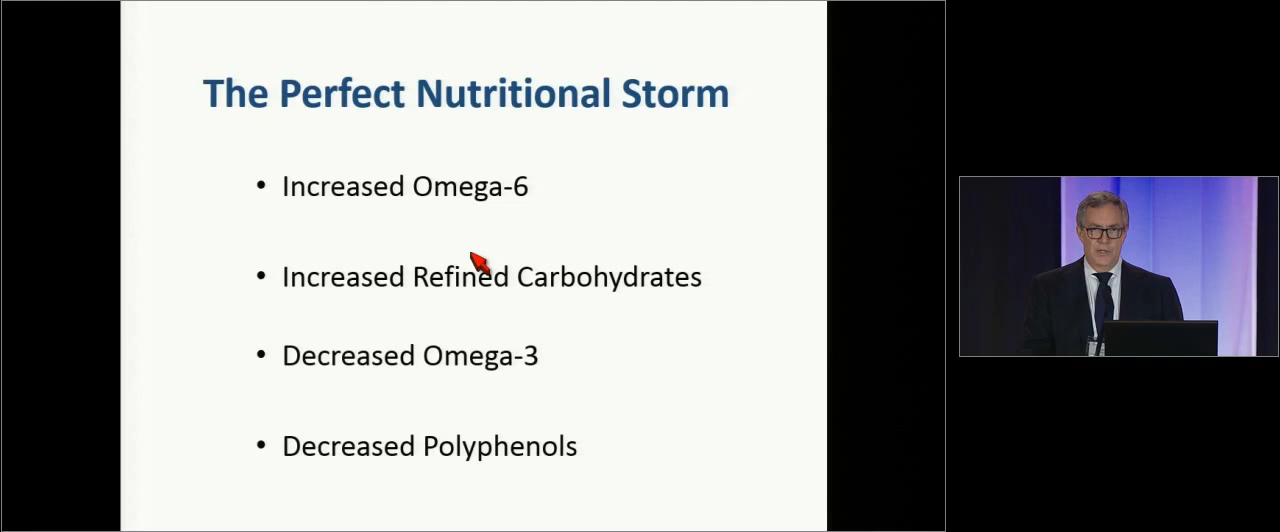 The Perfect Nutritional Storm
• Increased Omega-6
• Increased Refined Carbohydrates
• Decreased Omega-3
• Decreased Polyphenols